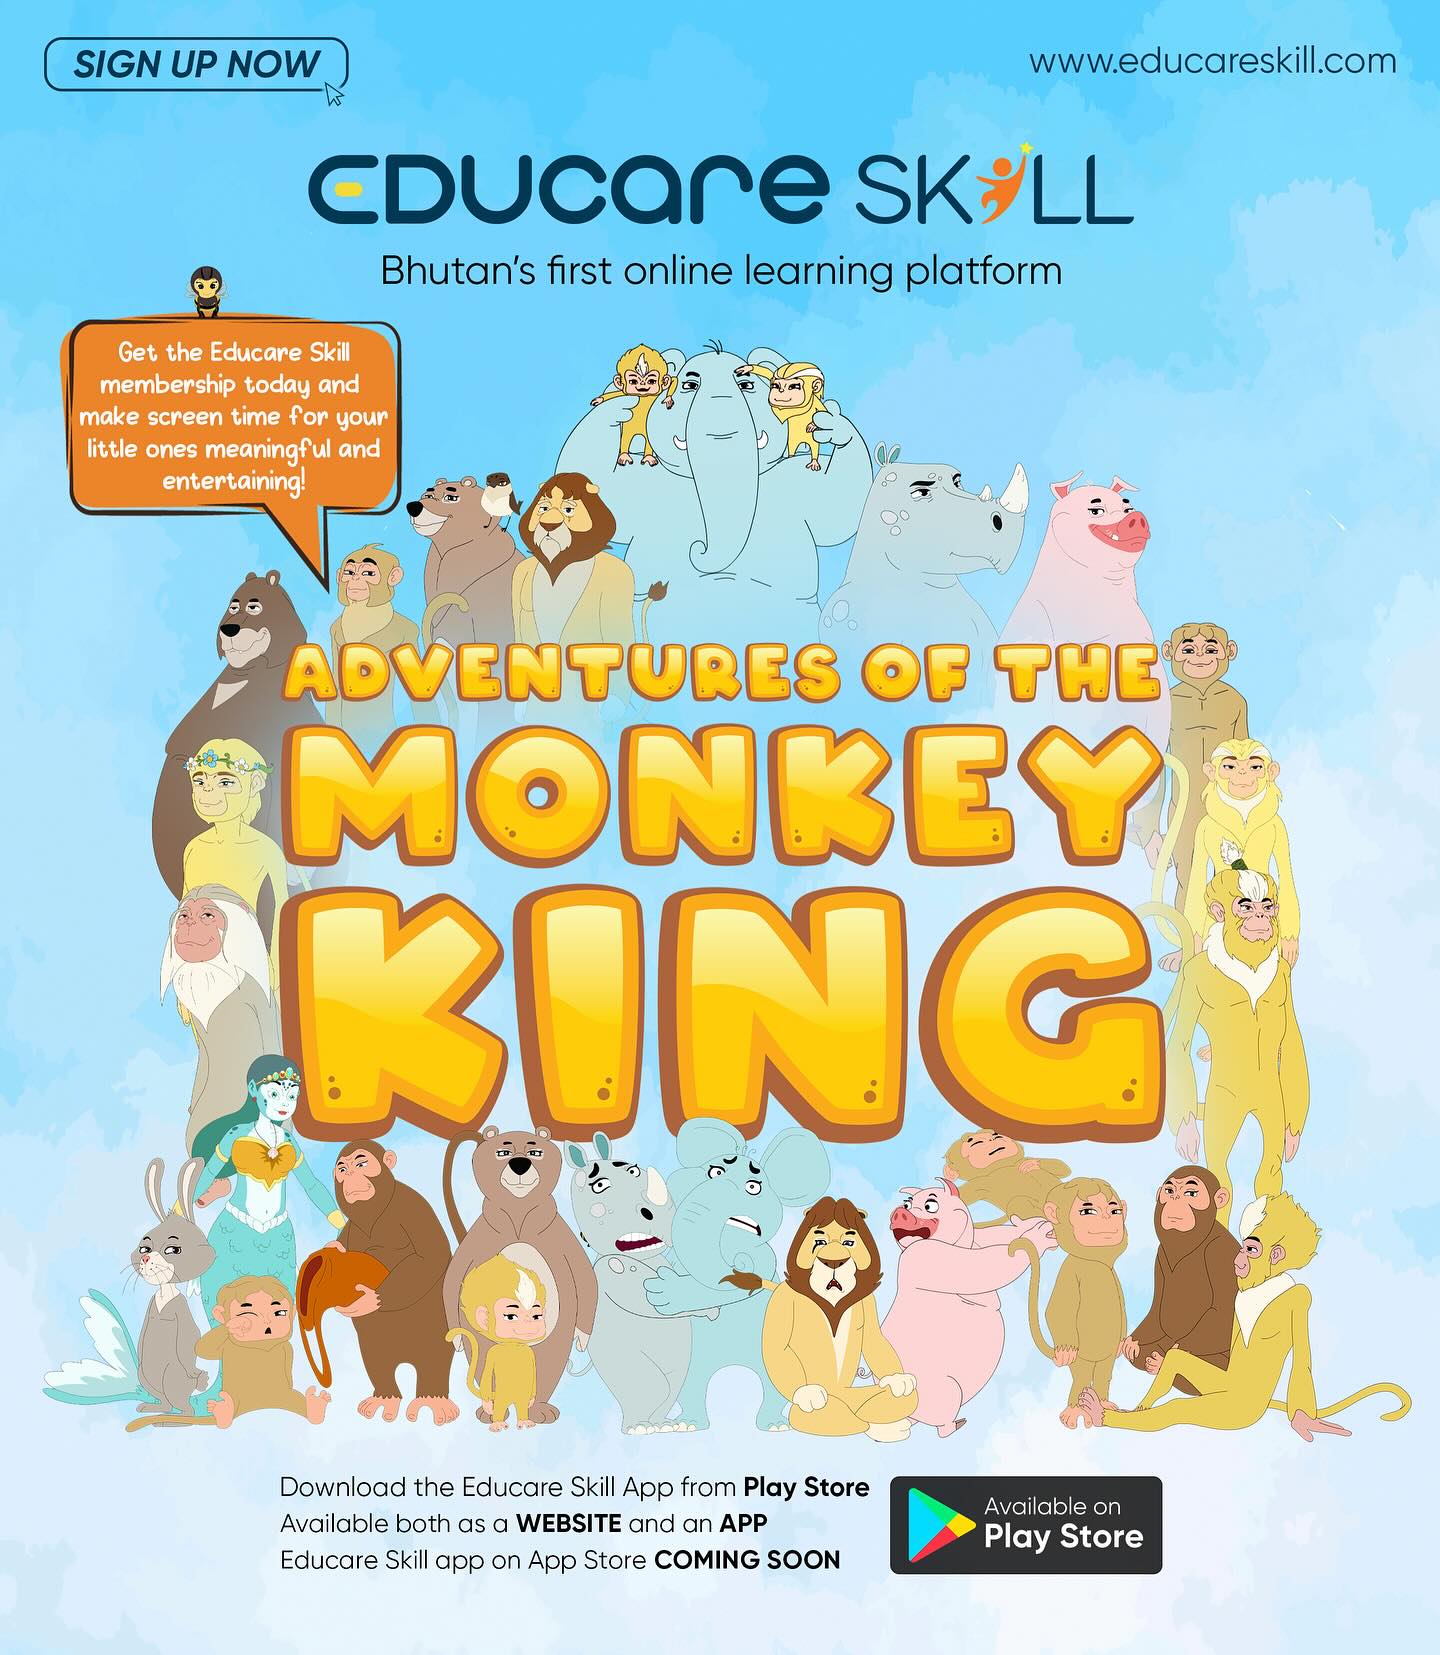 SIGN UP NOW
www.educareskill.com
EDUCare SKILL
Bhutan's first online learning platform
Get the Educare Skill
membership today and
make screen time for your
little ones meaningful and
entertaining!
ADVENTURES OF THE
MONKEY
KING
Download the Educare Skill App from Play Store
Available both as a WEBSITE and an APP
Educare Skill app on App Store COMING SOON
Available on
Play Store